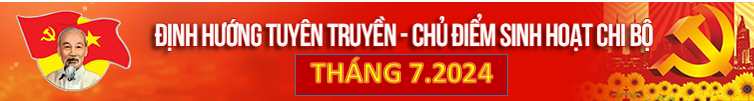 ĐỊNH HƯỚNG TUYÊN TRUYỀN - CHỦ ĐIỂM SINH HOẠT CHI BỘ
THÁNG 7.2024